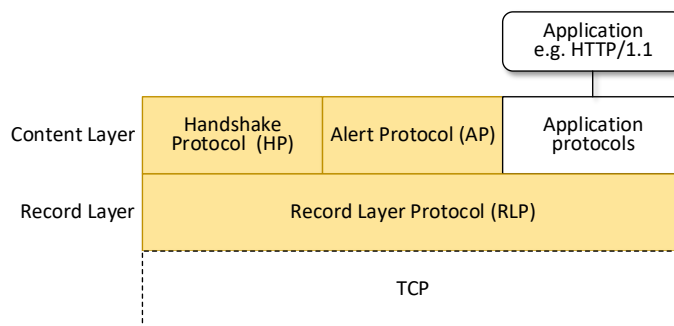 Application
e.g. HTTP/1.1
Content Layer
Handshake
Protocol (HP)
Alert Protocol (AP)
Application
protocols
Record Layer
Record Layer Protocol (RLP)
TCP